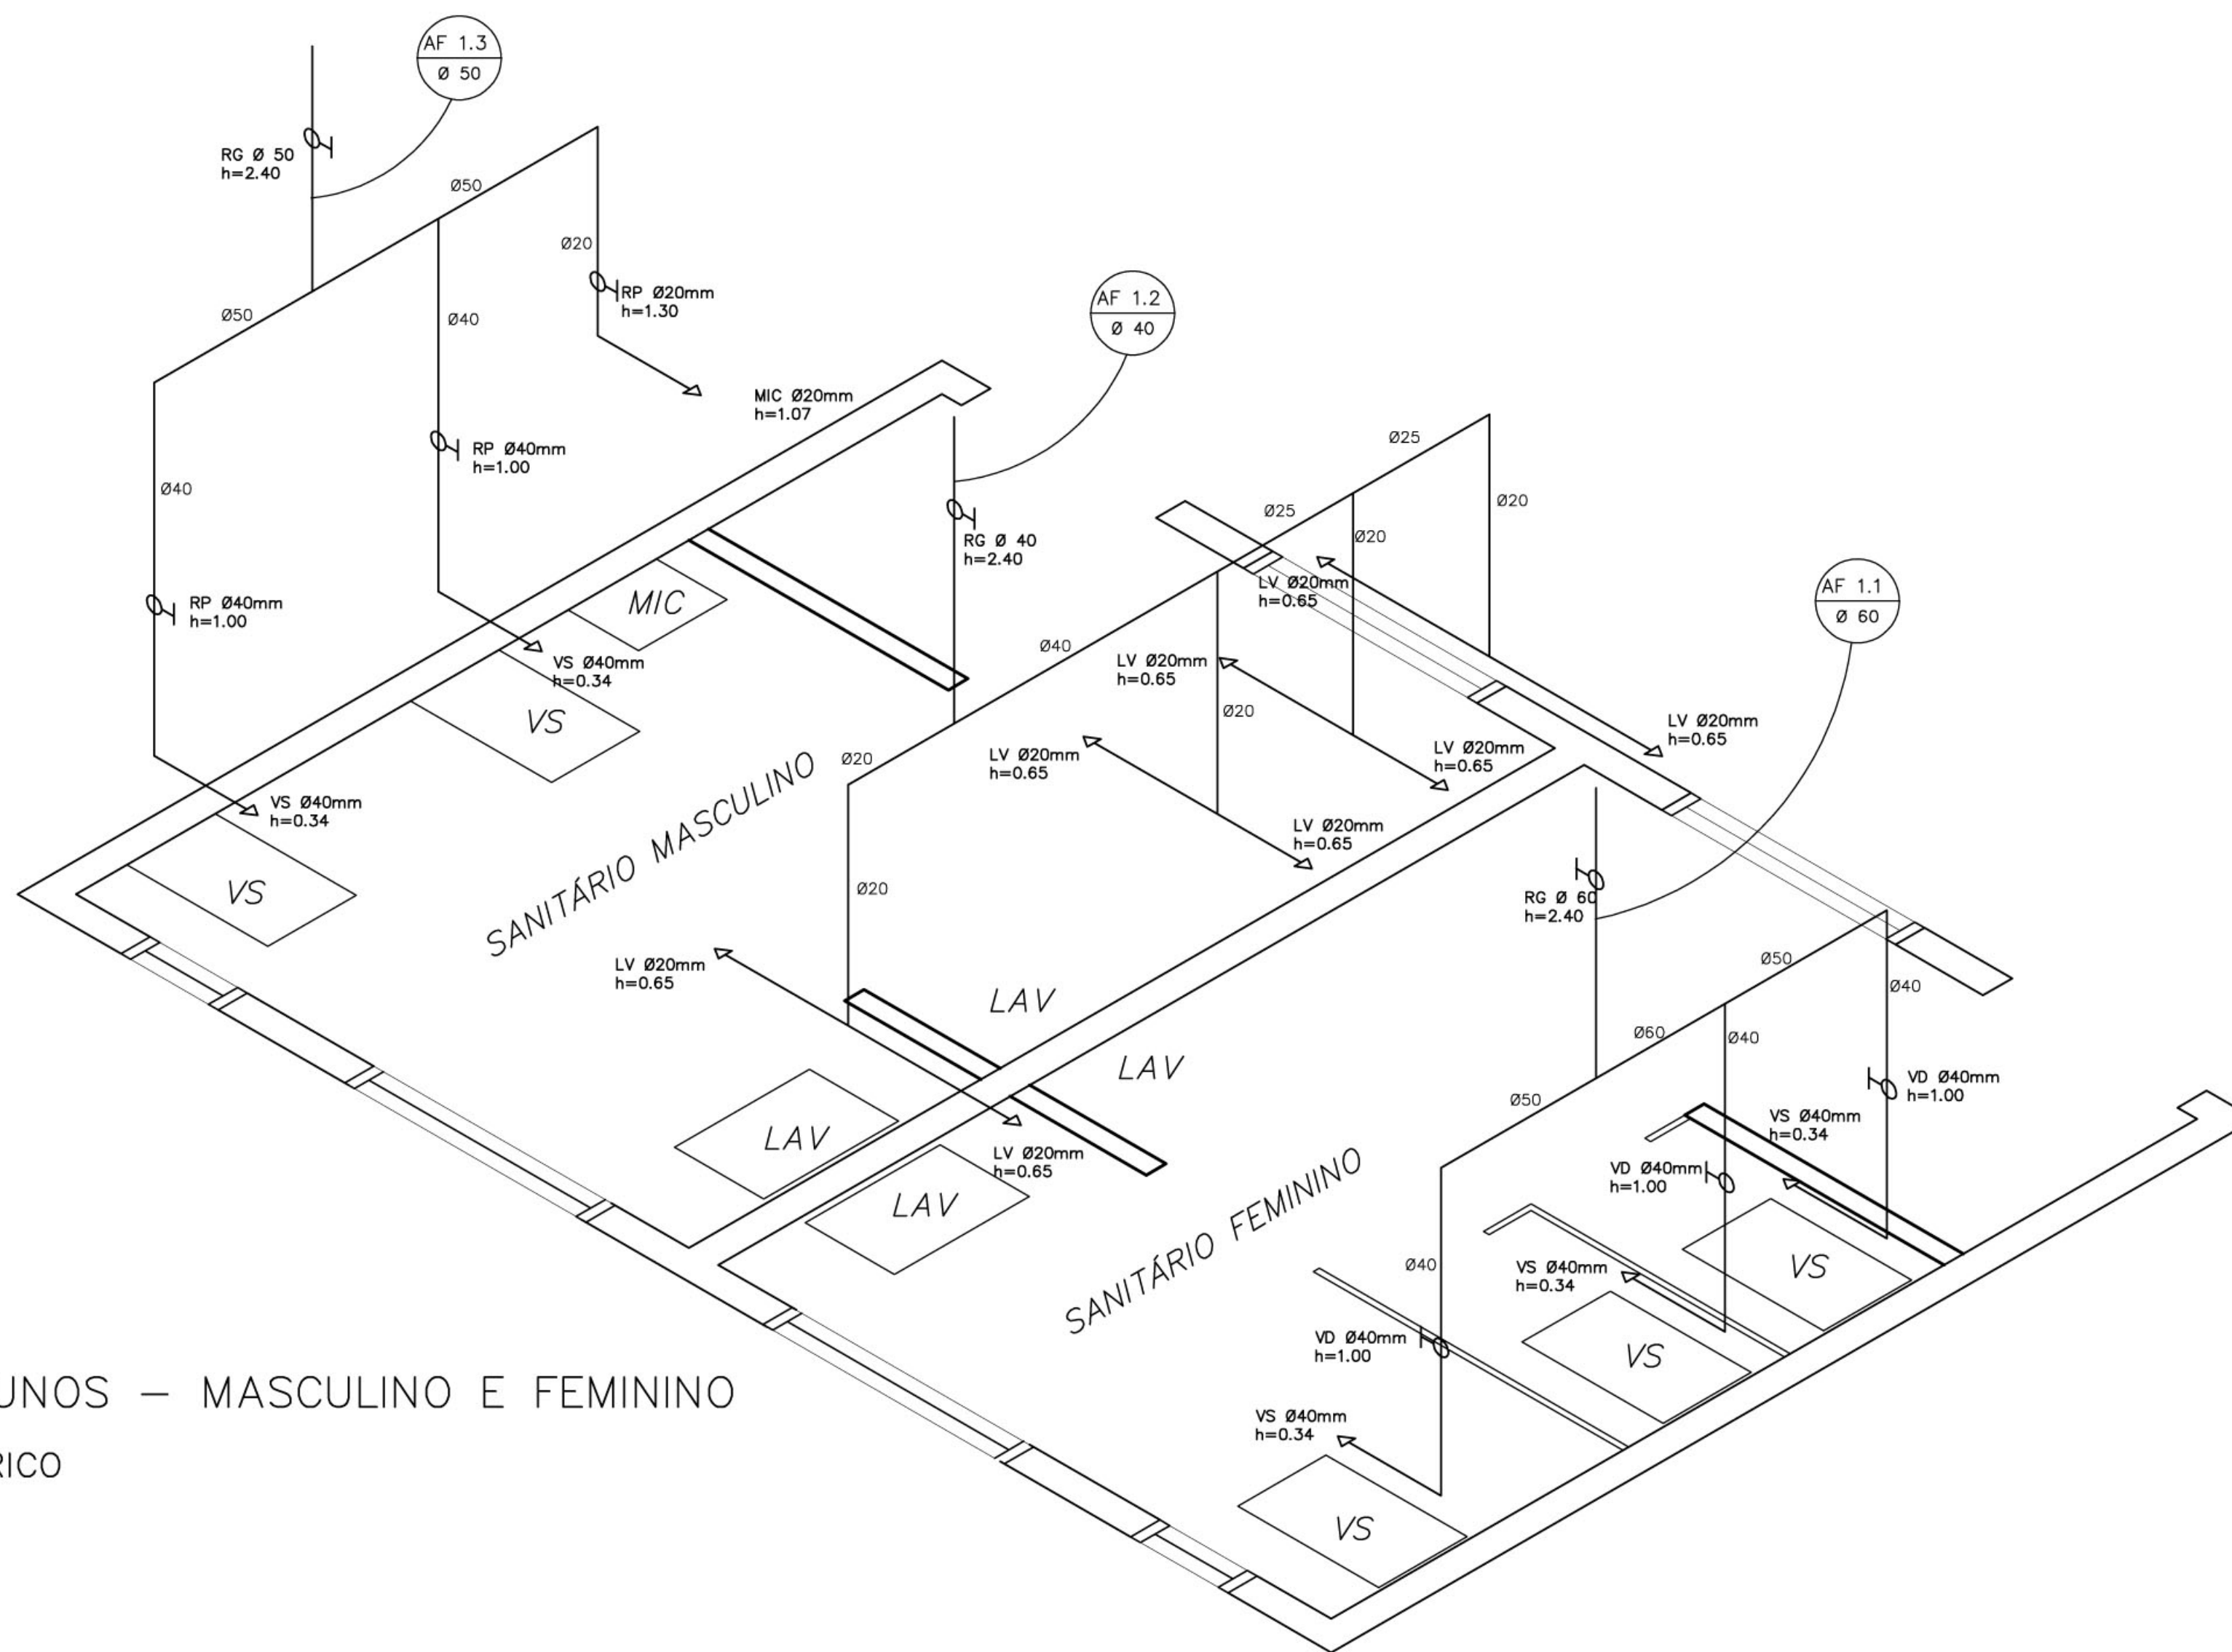 AF 1.3
Ø 50
RG Ø 50
h=2.40
Ø50
Ø50
Ø20
RP Ø20mm
h=1.30
Ø40
RP Ø40mm
h=1.00
MIC Ø20mm
h=1.07
Ø40
RP Ø40mm
h=1.00
VS Ø40mm
h=0.34
VS Ø40mm
h=0.34
MIC
VS
VS
SANITÁRIO MASCULINO
AF 1.2
Ø 40
RG Ø 40
h=2.40
Ø25
Ø25
Ø20
Ø20
LV Ø20mm
h=0.65
Ø40
LV Ø20mm
h=0.65
Ø20
LV Ø20mm
h=0.65
LV Ø20mm
h=0.65
LV Ø20mm
h=0.65
LV Ø20mm
h=0.65
Ø20
Ø20
LV Ø20mm
h=0.65
LV Ø20mm
h=0.65
LAV
LAV
LAV
LAV
AF 1.1
Ø 60
RG Ø 60
h=2.40
Ø50
Ø60
Ø50
Ø40
Ø40
VD Ø40mm
h=1.00
VS Ø40mm
h=0.34
VD Ø40mm
h=1.00
VS Ø40mm
h=0.34
Ø40
VD Ø40mm
h=1.00
VS Ø40mm
h=0.34
VS
VS
VS
SANITÁRIO FEMININO
UNOS – MASCULINO E FEMININO
RICO